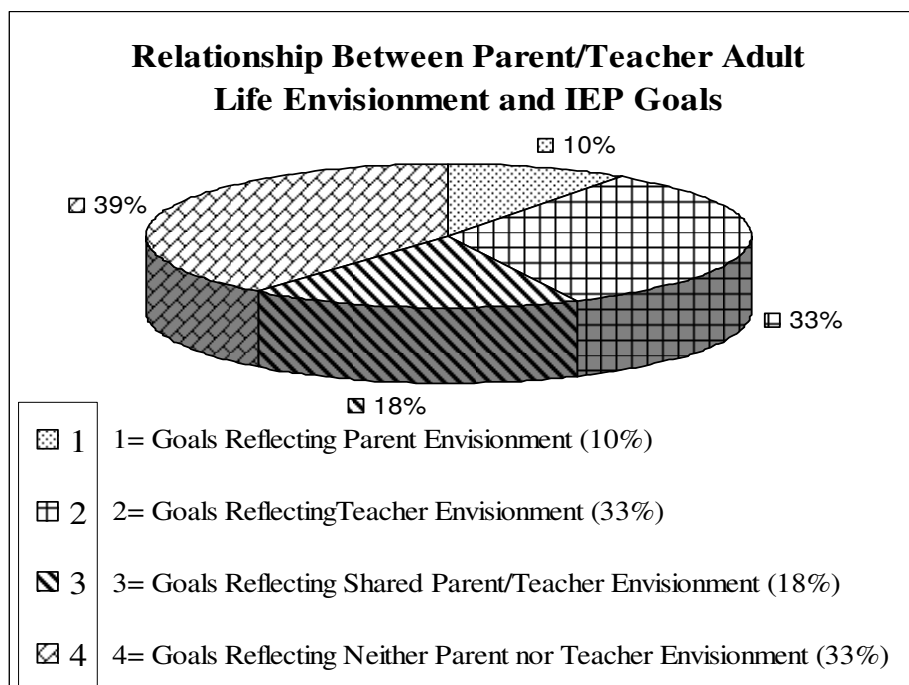 Relationship Between Parent/Teacher Adult
Life Envisionment and IEP Goals
10%
39%
33%
18%
1 1= Goals Reflecting Parent Envisionment (10%)
2 2= Goals ReflectingTeacher Envisionment (33%)
3 3= Goals Reflecting Shared Parent/Teacher Envisionment (18%)
4 4= Goals Reflecting Neither Parent nor Teacher Envisionment (33%)